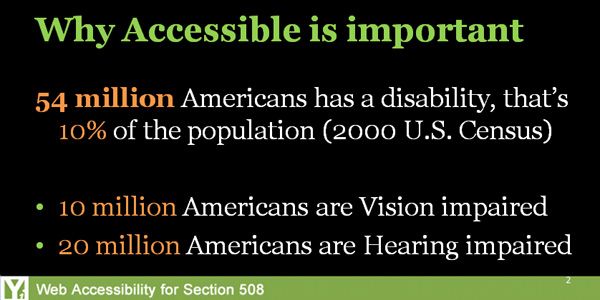 Why Accessible is important
54 million Americans has a disability, that's
10% of the population (2000 U.S. Census)
• 10 million Americans are Vision impaired
• 20 million Americans are Hearing impaired
2
Web Accessibility for Section 508